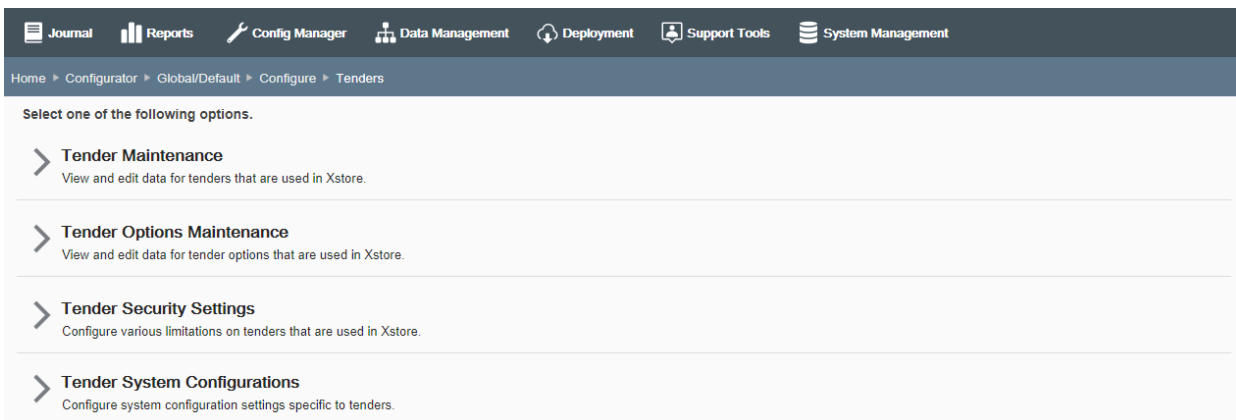 Journal Reports Config Manager Data Management Deployment Support Tools System Management
Home Configurator Global/Default Configure Tenders
Select one of the following options.
Tender Maintenance
View and edit data for tenders that are used in Xstore.
Tender Options Maintenance
View and edit data for tender options that are used in Xstore.
Tender Security Settings
Configure various limitations on tenders that are used in Xstore.
Tender System Configurations
Configure system configuration settings specific to tenders.